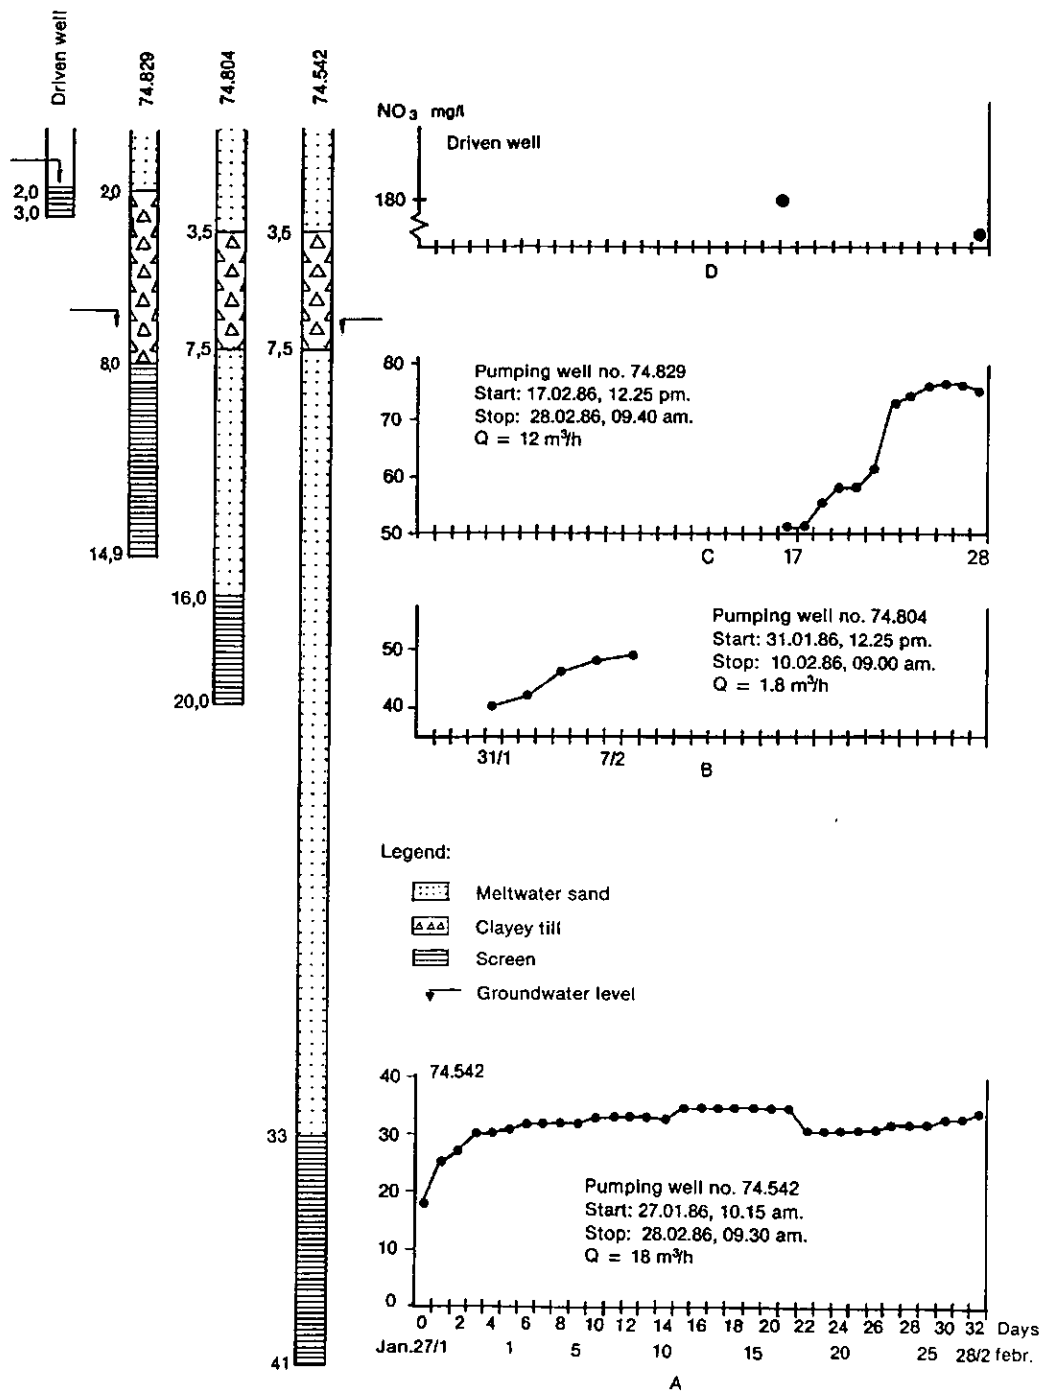 Driven well
74.829
74.804
74.542
2,0
3,0
2,0
8,0
14,9
3,5
7,5
16,0
20,0
3,6
7,5
33
41
NO3 mg/l
Driven well
180
D
80
70
60
50
Pumping well no. 74.829
Start: 17.02.86, 12.25 pm.
Stop: 28.02.86, 09.40 am.
Q = 12 m³/h
C
17
28
50
40
Pumping well no. 74.804
Start: 31.01.86, 12.25 pm.
Stop: 10.02.86, 09.00 am.
Q = 1.8 m³/h
31/1
7/2
B
Legend:
Meltwater sand
Clayey till
Screen
Groundwater level
40
30
20
10
0
74.542
Pumping well no. 74.542
Start: 27.01.86, 10.15 am.
Stop: 28.02.86, 09.30 am.
Q = 18 m³/h
0 2 4 6 8 10 12 14 16 18 20 22 24 26 28 30 32 Days
Jan.27/1 1 5 10 15 20 25 28/2 febr.
A